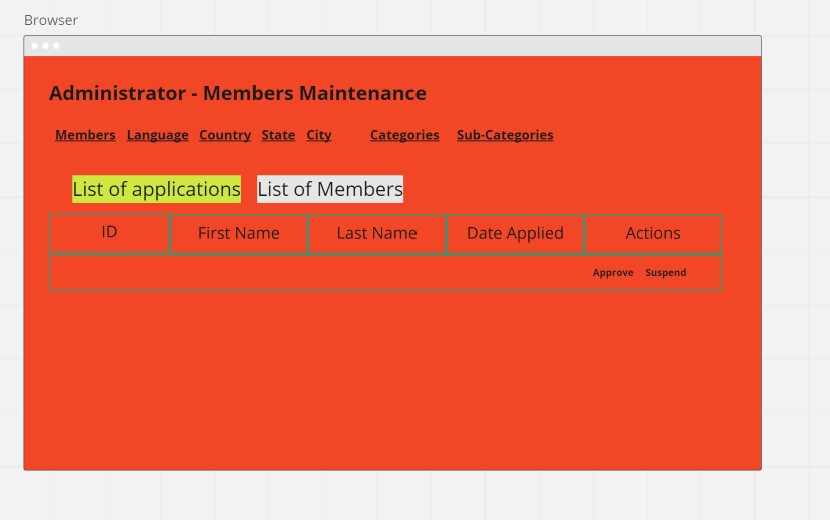 Browser
Administrator - Members Maintenance
Members Language Country State City Categories Sub-Categories
List of applications List of Members
ID First Name Last Name Date Applied Actions
Approve Suspend